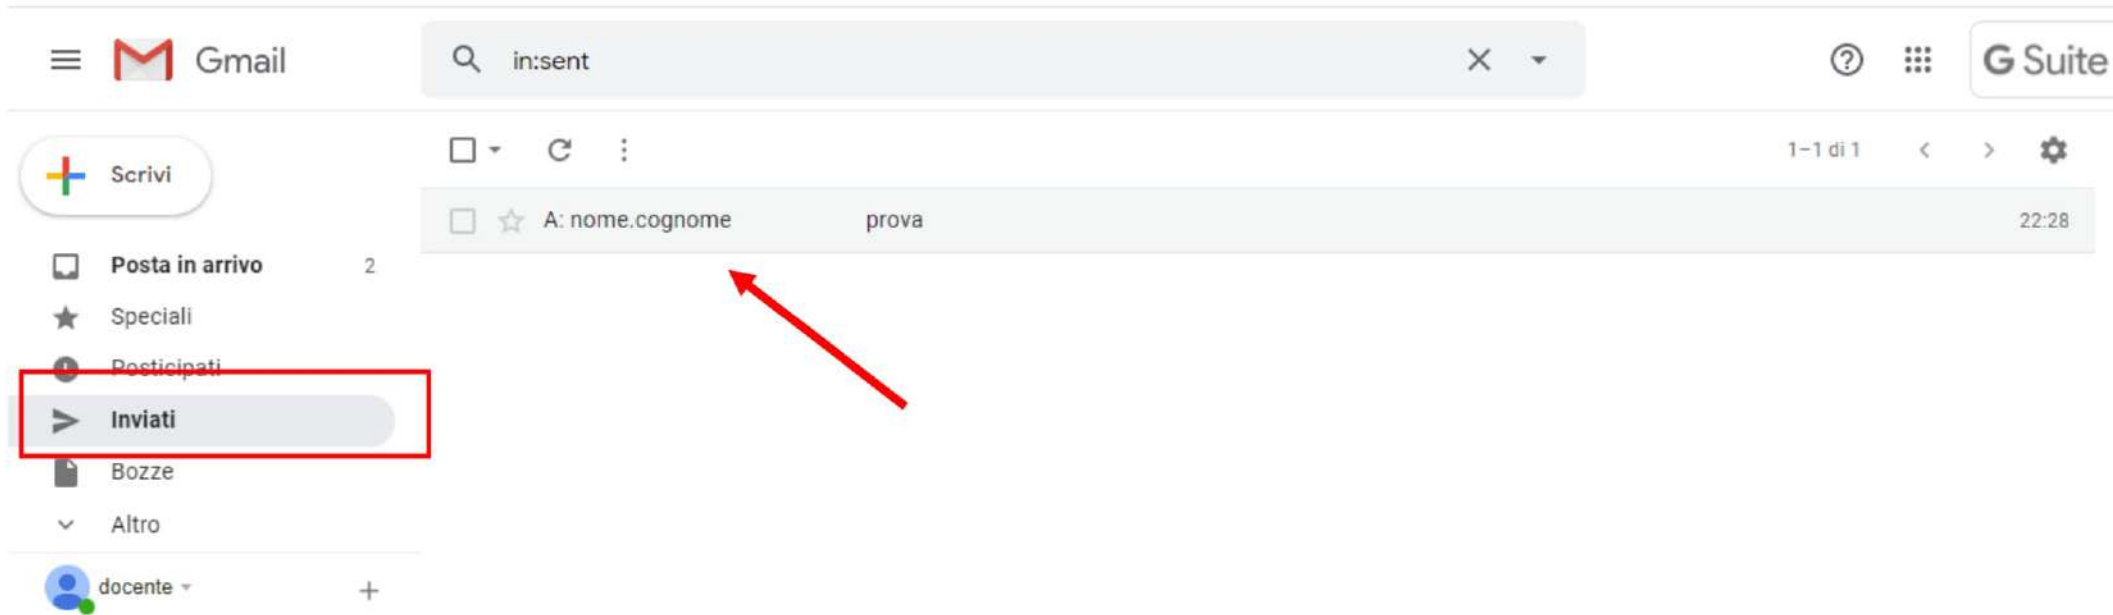 Gmail
in:sent
G Suite
Scrivi
1–1 di 1
A: nome.cognome prova 22:28
Posta in arrivo 2
Speciali
Posticipati
Inviati
Bozze
Altro
docente